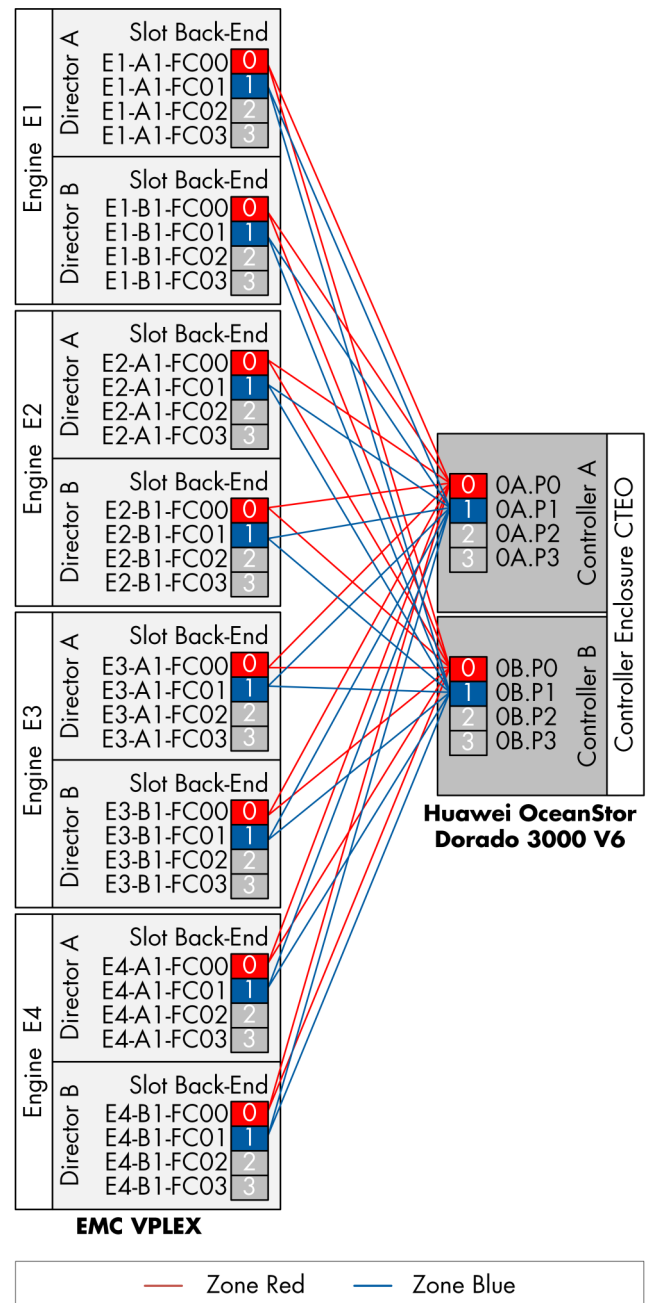 Engine E1
Director A
Slot Back-End
E1-A1-FC00 0
E1-A1-FC01 1
E1-A1-FC02 2
E1-A1-FC03 3
Director B
Slot Back-End
E1-B1-FC00 0
E1-B1-FC01 1
E1-B1-FC02 2
E1-B1-FC03 3
Engine E2
Director A
Slot Back-End
E2-A1-FC00 0
E2-A1-FC01 1
E2-A1-FC02 2
E2-A1-FC03 3
Director B
Slot Back-End
E2-B1-FC00 0
E2-B1-FC01 1
E2-B1-FC02 2
E2-B1-FC03 3
Engine E3
Director A
Slot Back-End
E3-A1-FC00 0
E3-A1-FC01 1
E3-A1-FC02 2
E3-A1-FC03 3
Director B
Slot Back-End
E3-B1-FC00 0
E3-B1-FC01 1
E3-B1-FC02 2
E3-B1-FC03 3
Engine E4
Director A
Slot Back-End
E4-A1-FC00 0
E4-A1-FC01 1
E4-A1-FC02 2
E4-A1-FC03 3
Director B
Slot Back-End
E4-B1-FC00 0
E4-B1-FC01 1
E4-B1-FC02 2
E4-B1-FC03 3
EMC VPLEX
0 0A.P0
1 0A.P1
2 0A.P2
3 0A.P3
Controller A
0 0B.P0
1 0B.P1
2 0B.P2
3 0B.P3
Controller B
Controller Enclosure CTE0
Huawei OceanStor
Dorado 3000 V6
Zone Red
Zone Blue